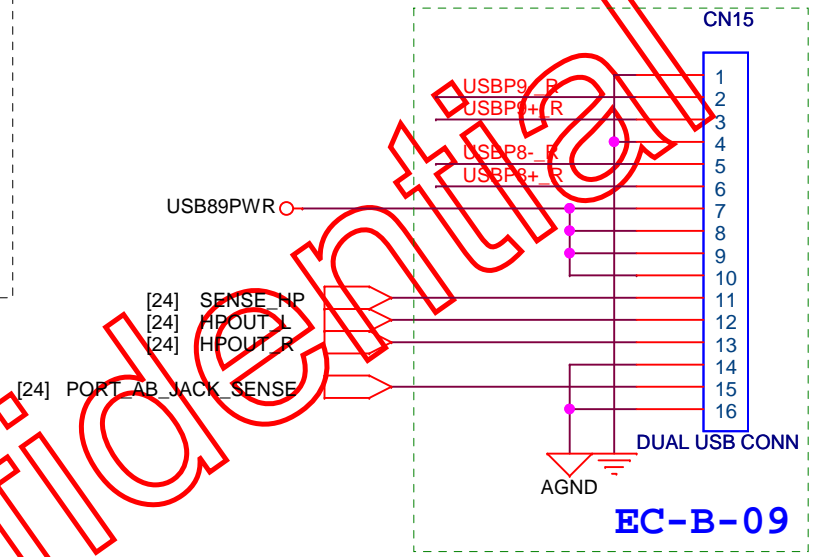 CN15
1
USBP9-_R
2
USBP9+_R
3
4
USBP8-_R
5
USBP8+_R
6
USB89PWR
7
8
9
10
[24] SENSE_HP
11
[24] HPOUT_L
12
[24] HPOUT_R
13
14
[24] PORT_AB_JACK_SENSE
15
16
DUAL USB CONN
AGND
EC-B-09
fidential